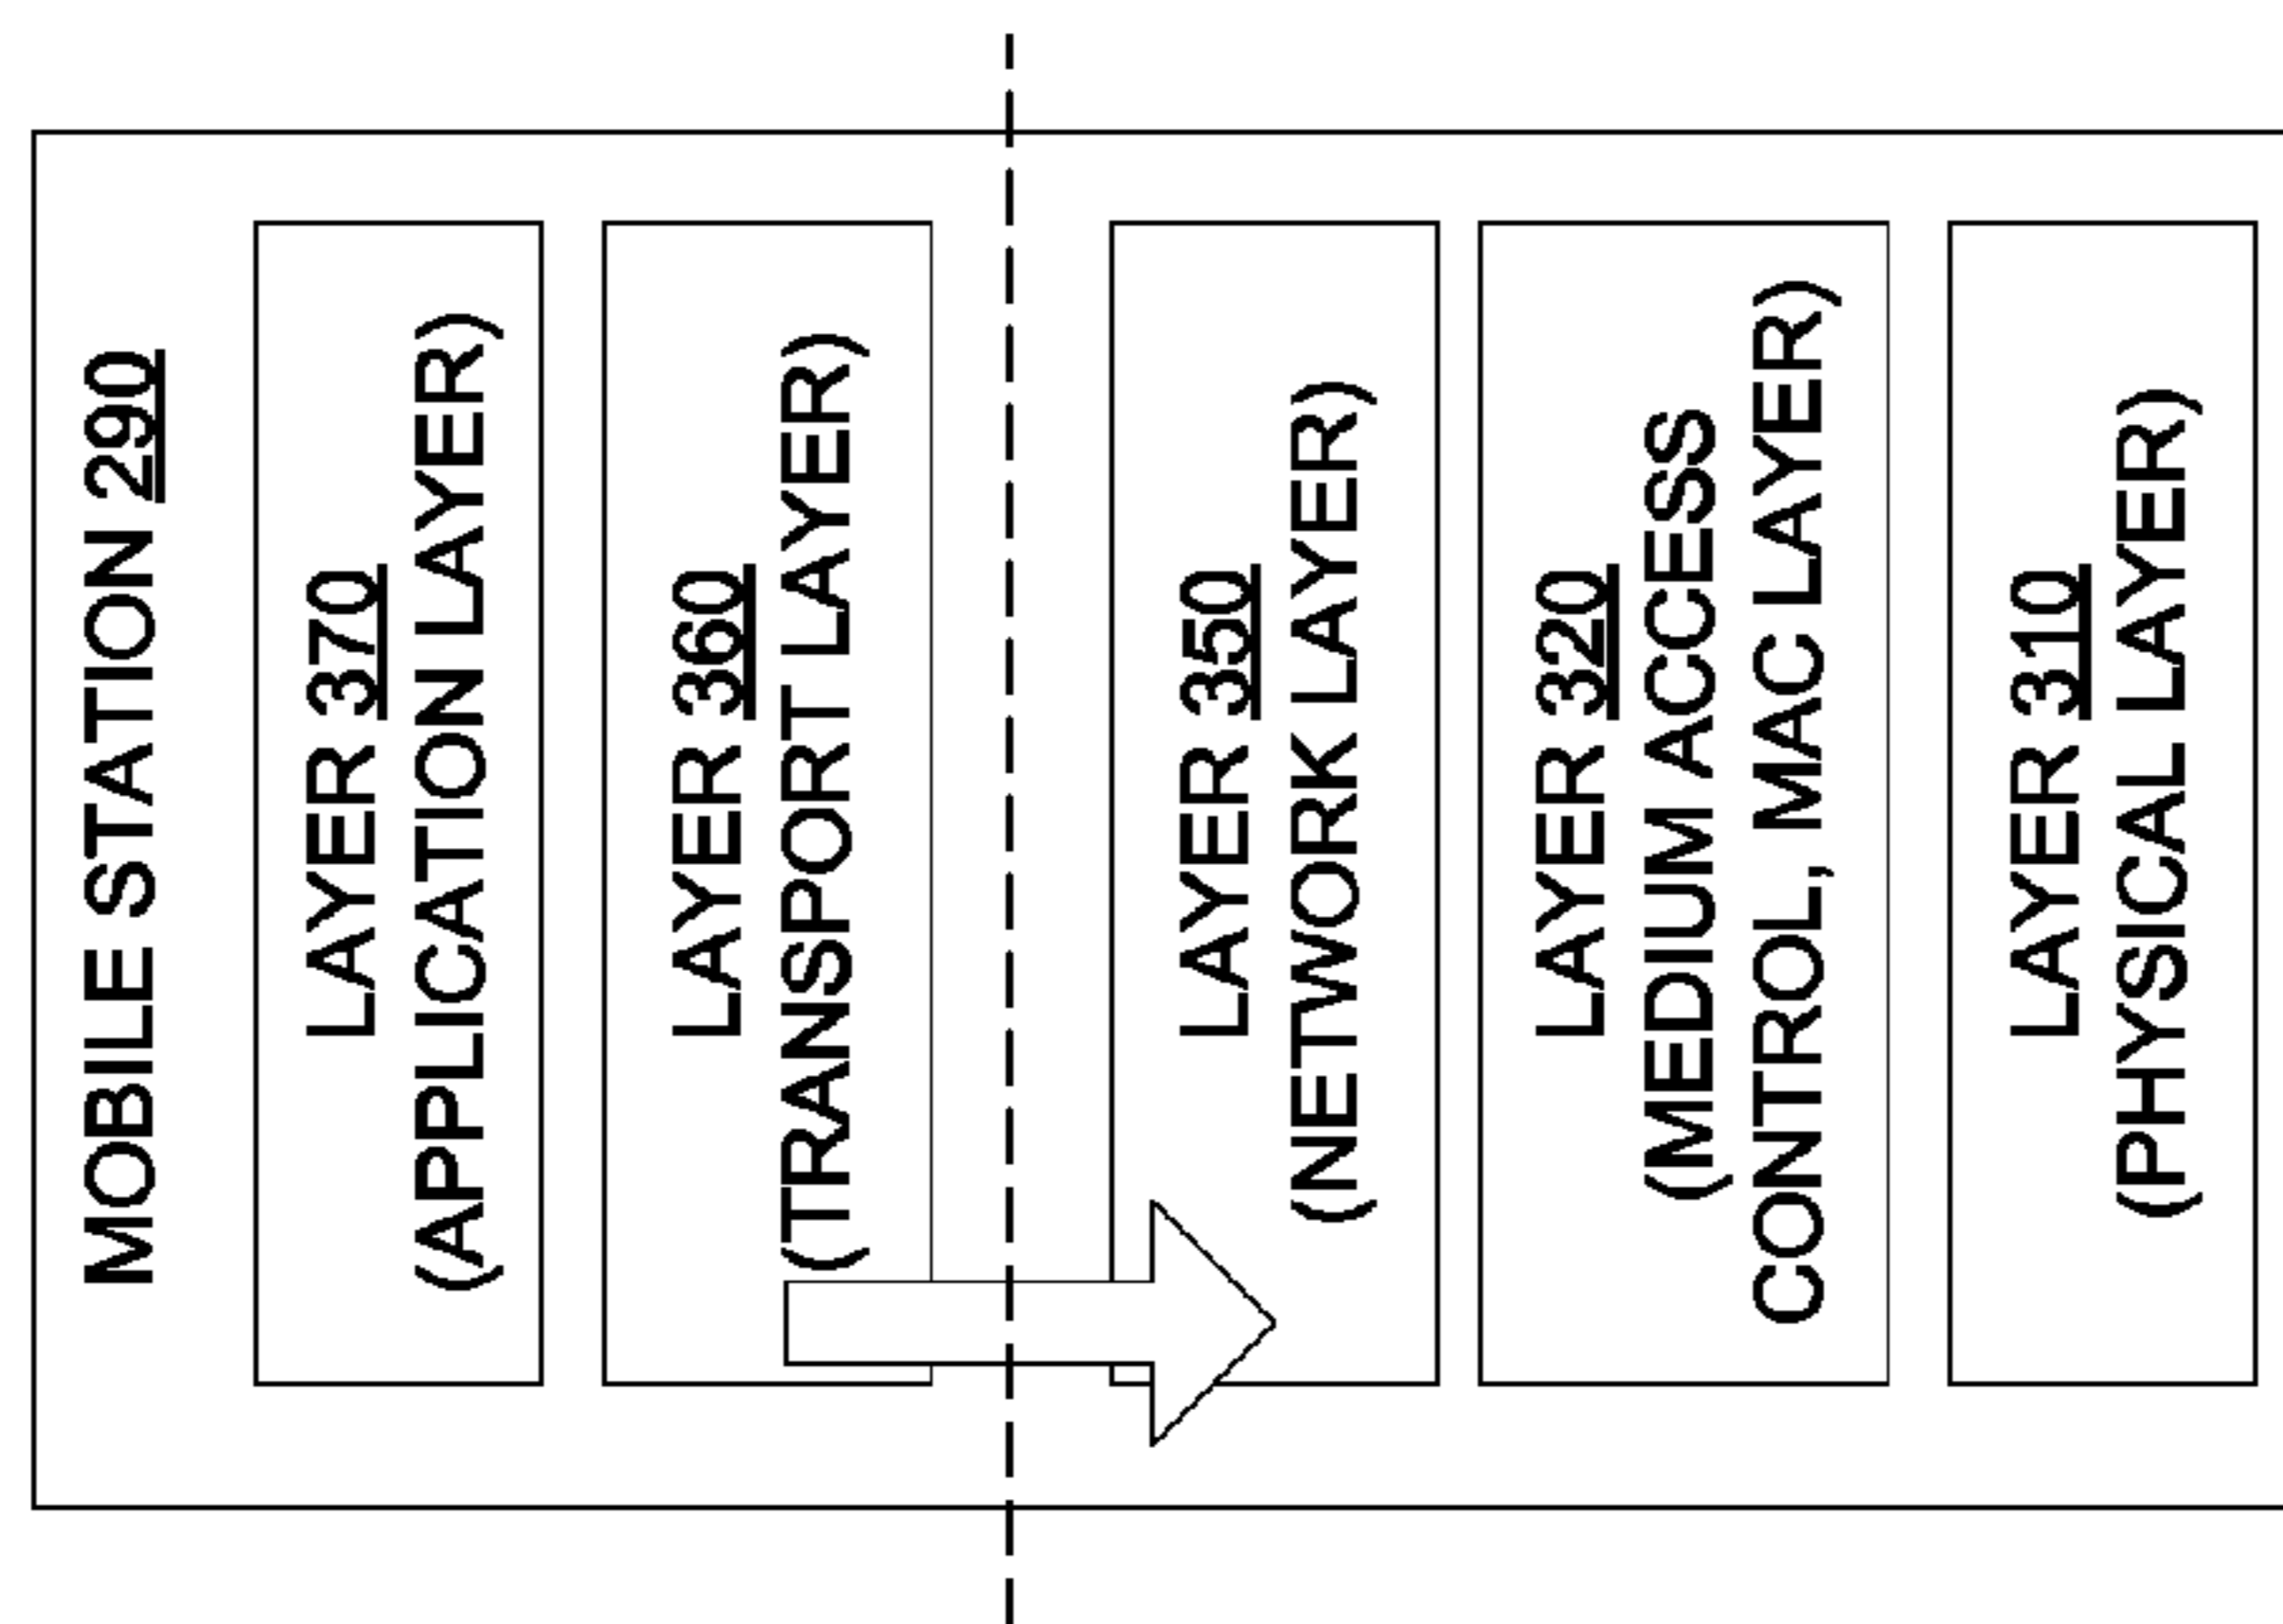 MOBILE STATION 290
LAYER 370
(APPLICATION LAYER)
LAYER 360
(TRANSPORT LAYER)
LAYER 350
(NETWORK LAYER)
LAYER 320
(MEDIUM ACCESS
CONTROL, MAC LAYER)
LAYER 310
(PHYSICAL LAYER)